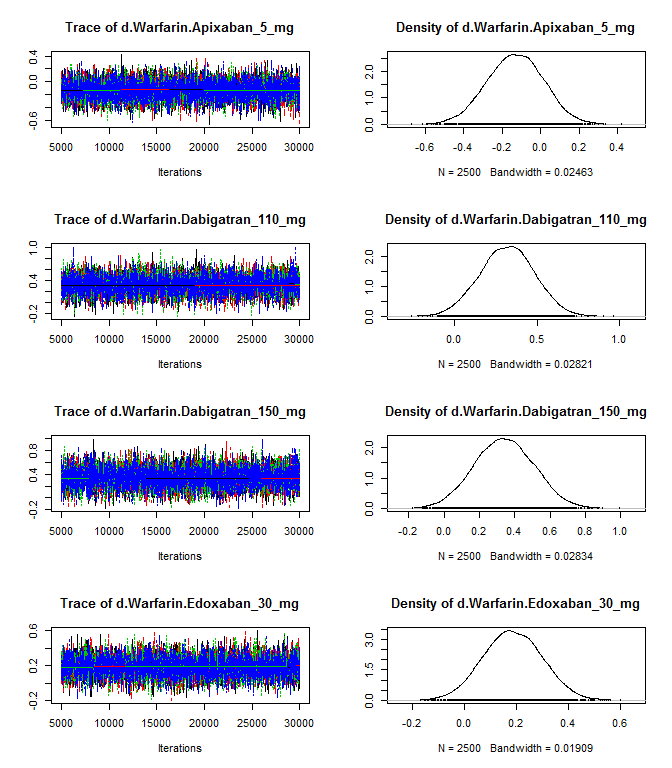 Trace of d.Warfarin.Apixaban_5_mg
0.4
0.0
-0.6
5000 10000 15000 20000 25000 30000
Iterations
Density of d.Warfarin.Apixaban_5_mg
2.0
1.0
0.0
-0.6 -0.2 0.0 0.2 0.4
N = 2500 Bandwidth = 0.02463
Trace of d.Warfarin.Dabigatran_110_mg
1.0
0.4
-0.2
5000 10000 15000 20000 25000 30000
Iterations
Density of d.Warfarin.Dabigatran_110_mg
2.0
1.0
0.0
0.0 0.5 1.0
N = 2500 Bandwidth = 0.02821
Trace of d.Warfarin.Dabigatran_150_mg
0.8
0.4
-0.2
5000 10000 15000 20000 25000 30000
Iterations
Density of d.Warfarin.Dabigatran_150_mg
2.0
1.0
0.0
-0.2 0.0 0.2 0.4 0.6 0.8 1.0
N = 2500 Bandwidth = 0.02834
Trace of d.Warfarin.Edoxaban_30_mg
0.6
0.2
-0.2
5000 10000 15000 20000 25000 30000
Iterations
Density of d.Warfarin.Edoxaban_30_mg
3.0
1.5
0.0
-0.2 0.0 0.2 0.4 0.6
N = 2500 Bandwidth = 0.01909